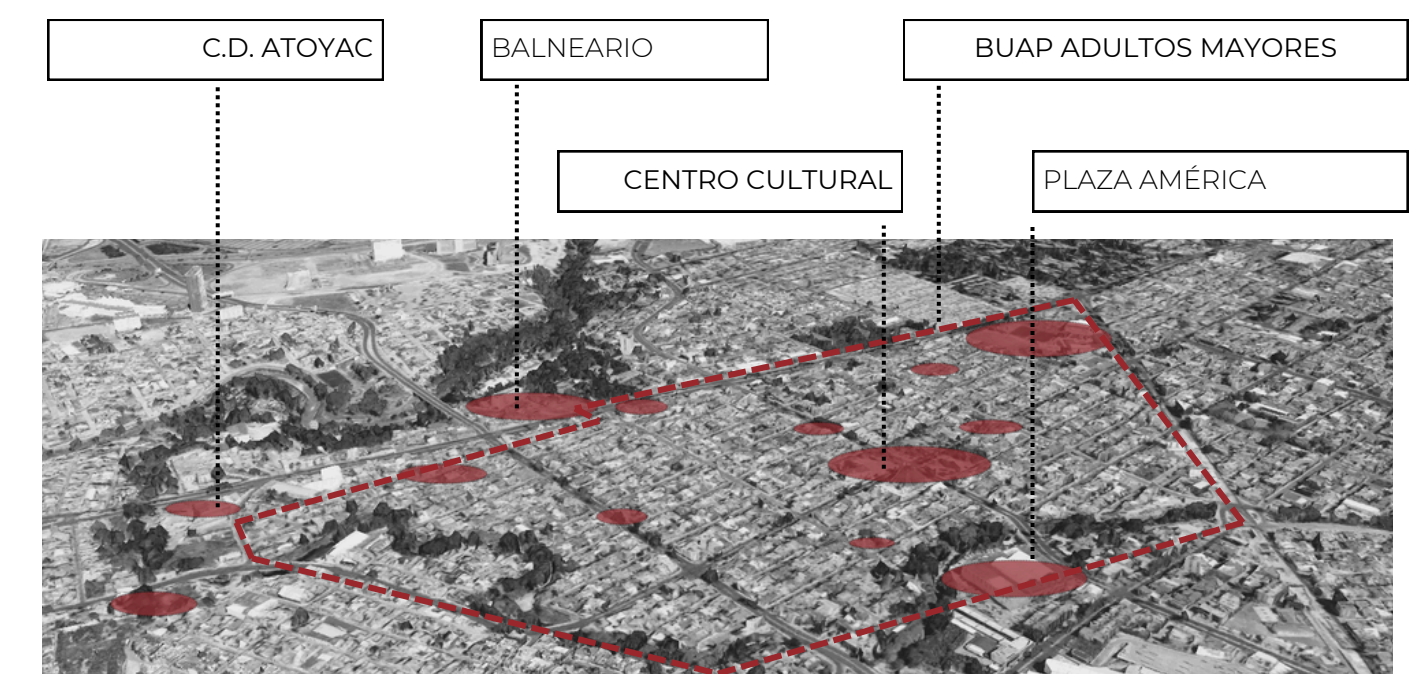 C.D. ATOYAC
BALNEARIO
BUAP ADULTOS MAYORES
CENTRO CULTURAL
PLAZA AMÉRICA